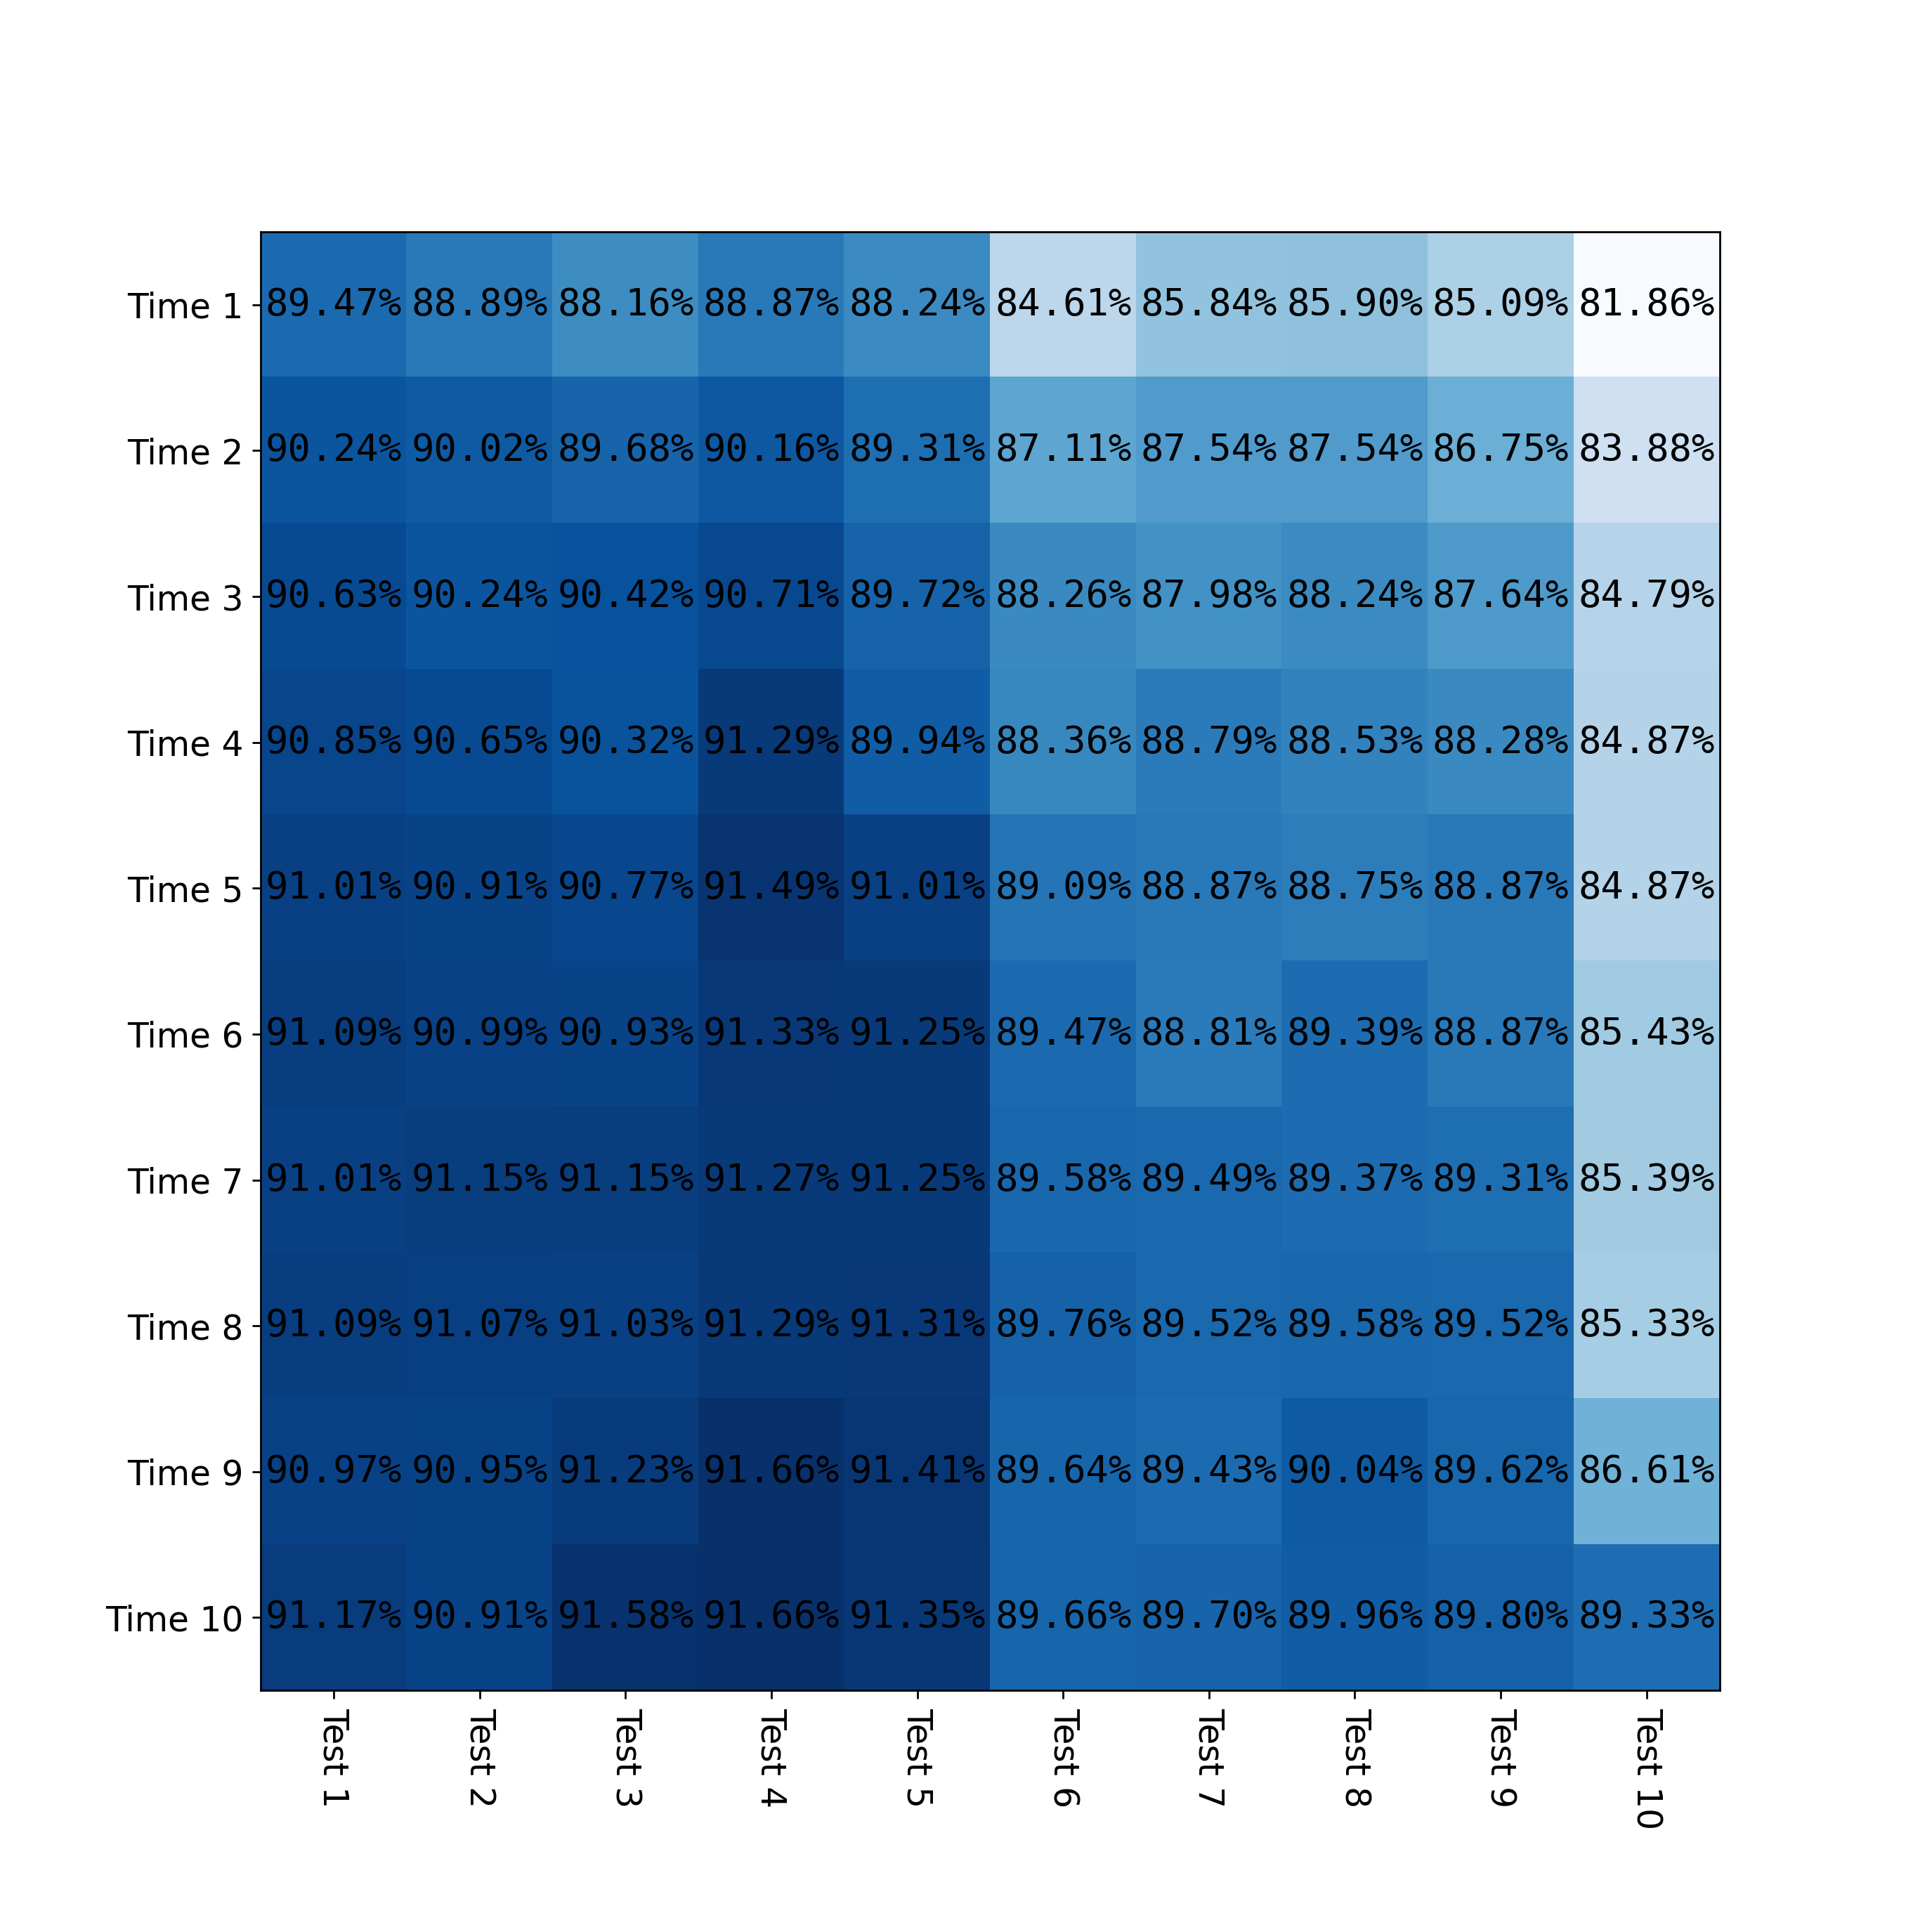 Time 1 89.47% 88.89% 88.16% 88.87% 88.24% 84.61% 85.84% 85.90% 85.09% 81.86%
Time 2 90.24% 90.02% 89.68% 90.16% 89.31% 87.11% 87.54% 87.54% 86.75% 83.88%
Time 3 90.63% 90.24% 90.42% 90.71% 89.72% 88.26% 87.98% 88.24% 87.64% 84.79%
Time 4 90.85% 90.65% 90.32% 91.29% 89.94% 88.36% 88.79% 88.53% 88.28% 84.87%
Time 5 91.01% 90.91% 90.77% 91.49% 91.01% 89.09% 88.87% 88.75% 88.87% 84.87%
Time 6 91.09% 90.99% 90.93% 91.33% 91.25% 89.47% 88.81% 89.39% 88.87% 85.43%
Time 7 91.01% 91.15% 91.15% 91.27% 91.25% 89.58% 89.49% 89.37% 89.31% 85.39%
Time 8 91.09% 91.07% 91.03% 91.29% 91.31% 89.76% 89.52% 89.58% 89.52% 85.33%
Time 9 90.97% 90.95% 91.23% 91.66% 91.41% 89.64% 89.43% 90.04% 89.62% 86.61%
Time 10 91.17% 90.91% 91.58% 91.66% 91.35% 89.66% 89.70% 89.96% 89.80% 89.33%
Test 1 Test 2 Test 3 Test 4 Test 5 Test 6 Test 7 Test 8 Test 9 Test 10